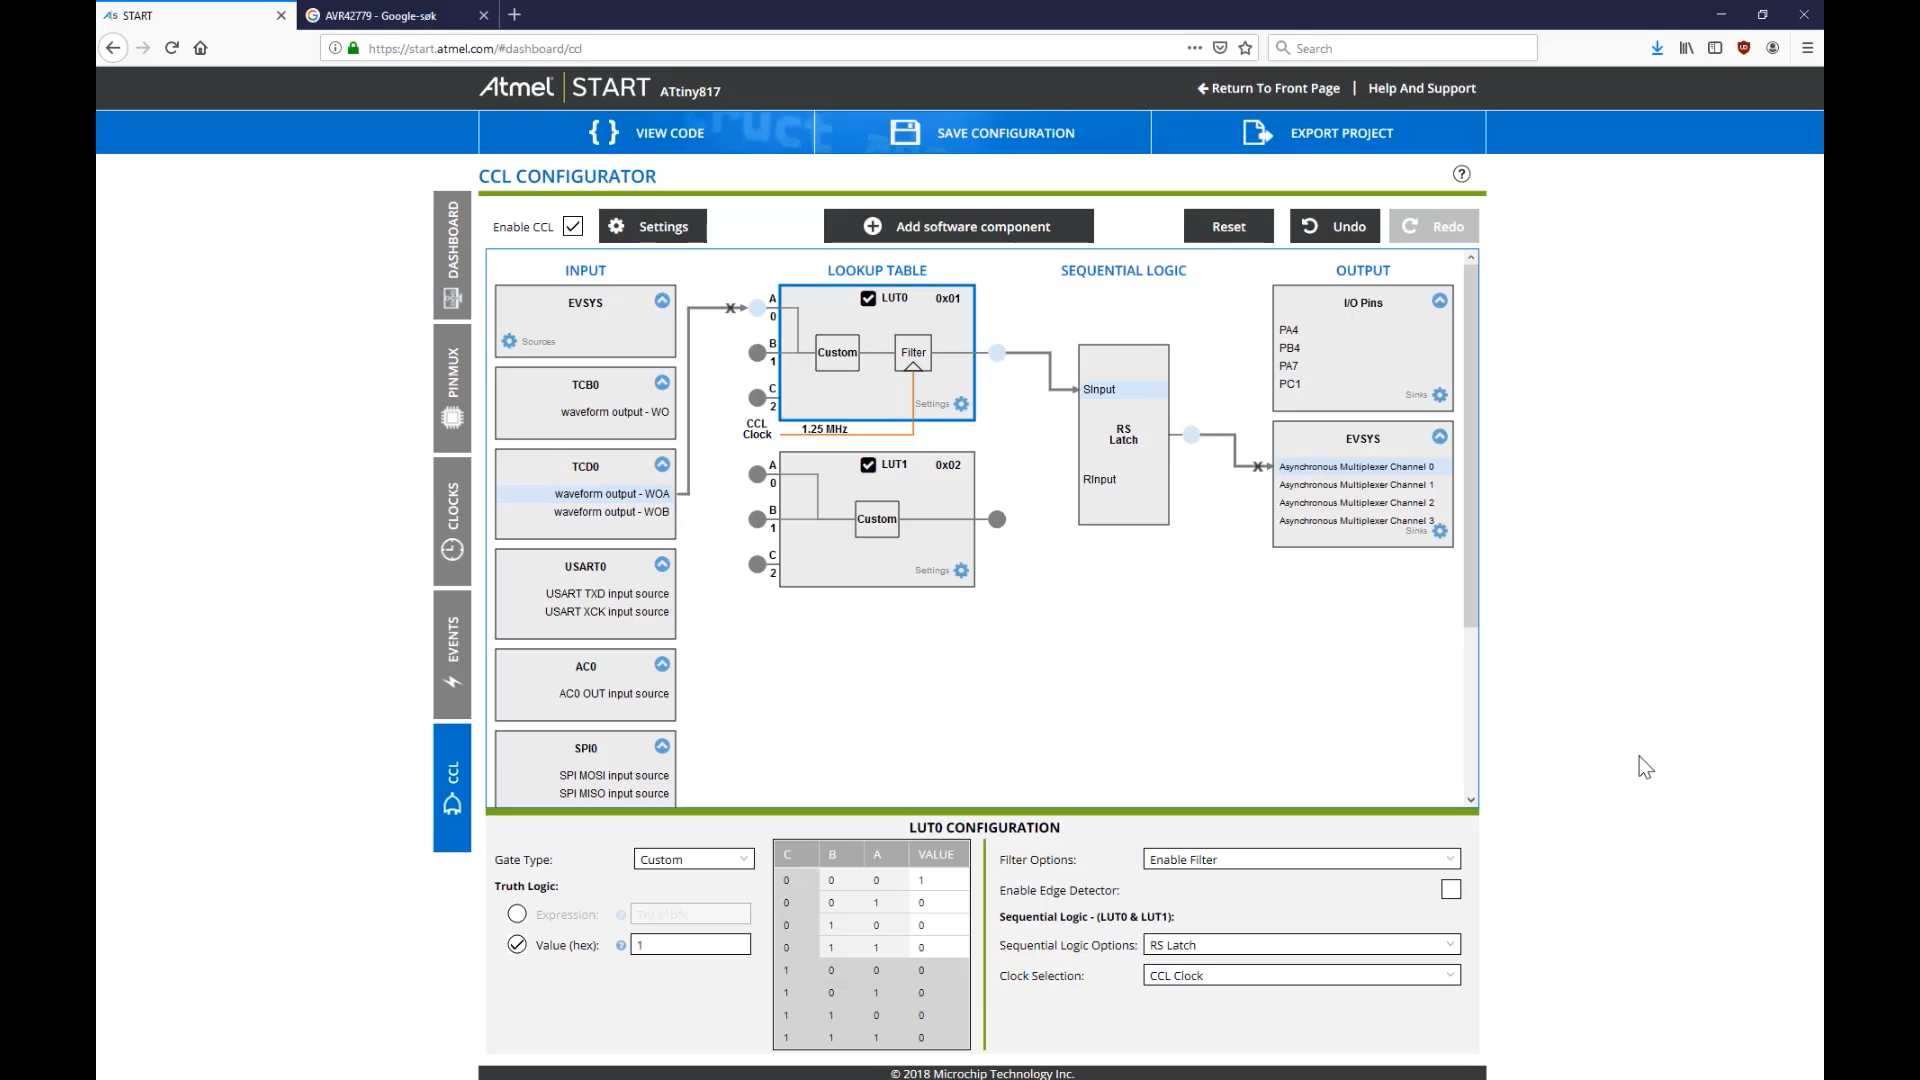 START
AVR42779 - Google-søk
https://start.atmel.com/#dashboard/ccl
Search
Atmel START ATtiny817
Return To Front Page | Help And Support
{ } VIEW CODE
SAVE CONFIGURATION
EXPORT PROJECT
CCL CONFIGURATOR
?
DASHBOARD
PINMUX
CLOCKS
EVENTS
CCL
Enable CCL
Settings
Add software component
Reset
Undo
Redo
INPUT
LOOKUP TABLE
SEQUENTIAL LOGIC
OUTPUT
EVSYS
Sources
TCB0
waveform output - WO
TCD0
waveform output - WOA
waveform output - WOB
USART0
USART TXD input source
USART XCK input source
AC0
AC0 OUT input source
SPI0
SPI MOSI input source
SPI MISO input source
A
0
B
1
C
2
LUT0 0x01
Custom
Filter
Settings
CCL
Clock
1.25 MHz
A
0
B
1
C
2
LUT1 0x02
Custom
Settings
SInput
RS
Latch
RInput
I/O Pins
PA4
PB4
PA7
PC1
Sinks
EVSYS
Asynchronous Multiplexer Channel 0
Asynchronous Multiplexer Channel 1
Asynchronous Multiplexer Channel 2
Asynchronous Multiplexer Channel 3
Sinks
LUT0 CONFIGURATION
Gate Type: Custom
Truth Logic:
Expression: ?
Value (hex): ? 1
C B A VALUE
0 0 0 1
0 0 1 0
0 1 0 0
0 1 1 0
1 0 0 0
1 0 1 0
1 1 0 0
1 1 1 0
Filter Options: Enable Filter
Enable Edge Detector:
Sequential Logic - (LUT0 & LUT1):
Sequential Logic Options: RS Latch
Clock Selection: CCL Clock
© 2018 Microchip Technology Inc.